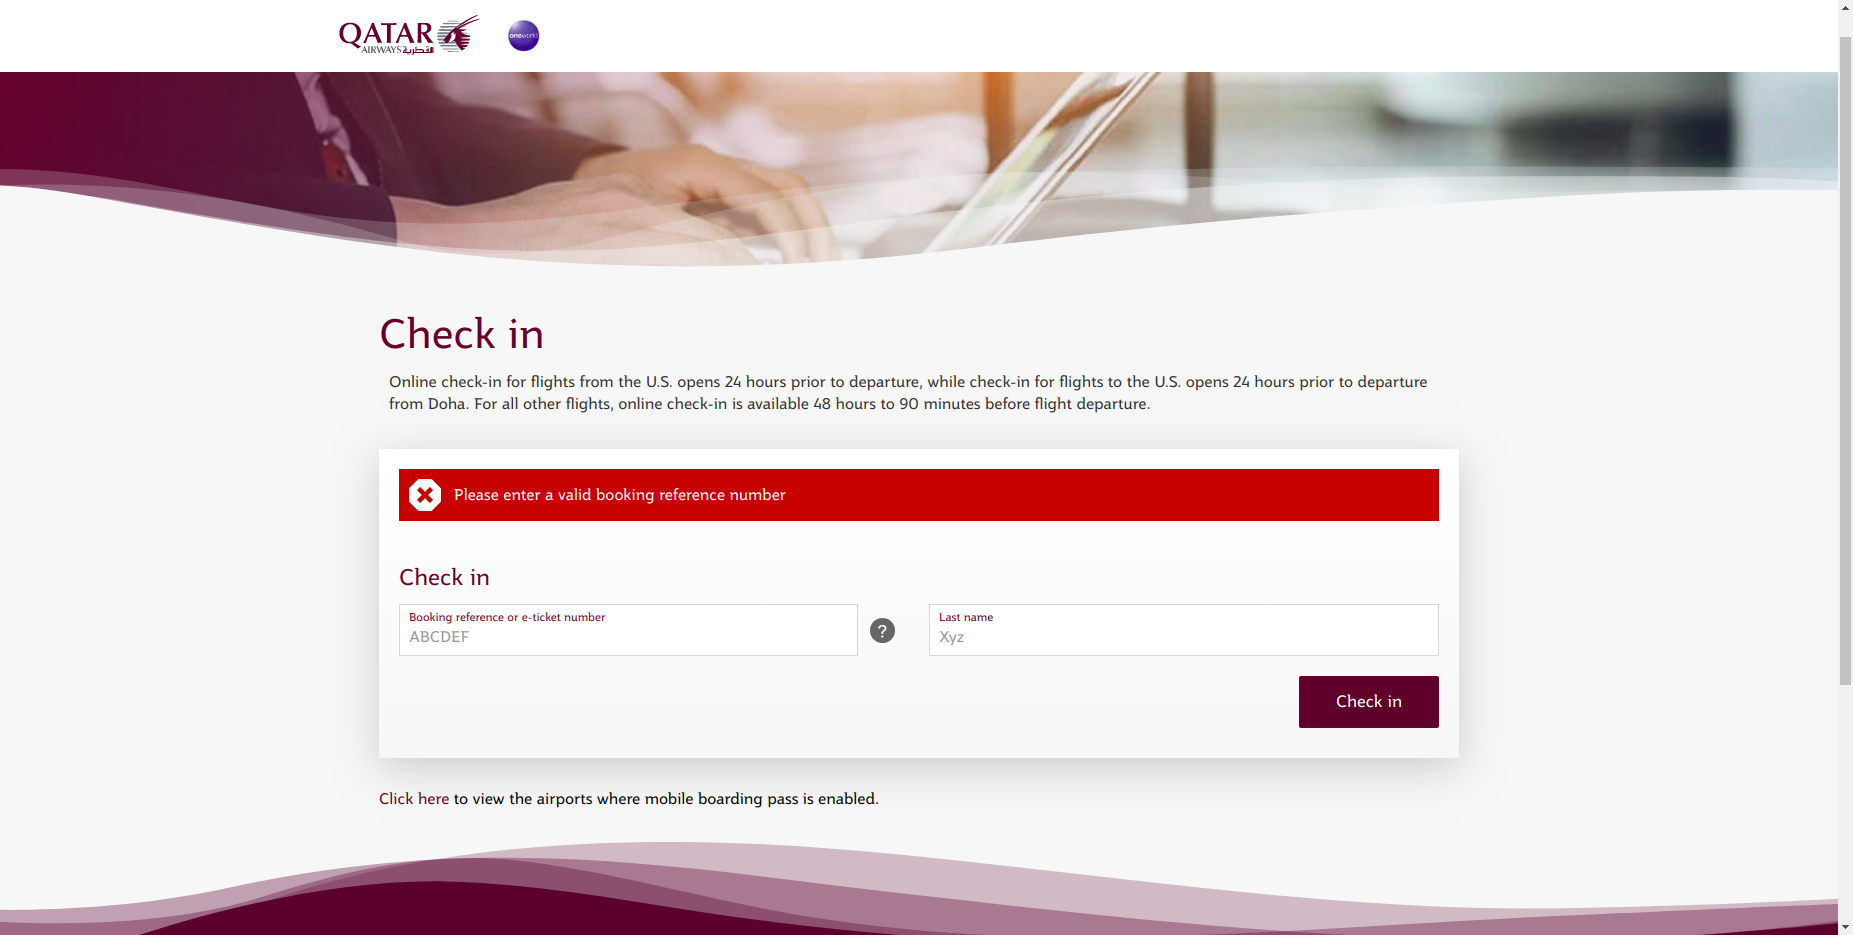 QATAR
AIRWAYS القطرية
oneworld
Check in
Online check-in for flights from the U.S. opens 24 hours prior to departure, while check-in for flights to the U.S. opens 24 hours prior to departure
from Doha. For all other flights, online check-in is available 48 hours to 90 minutes before flight departure.
Please enter a valid booking reference number
Check in
Booking reference or e-ticket number
ABCDEF
?
Last name
Xyz
Check in
Click here to view the airports where mobile boarding pass is enabled.